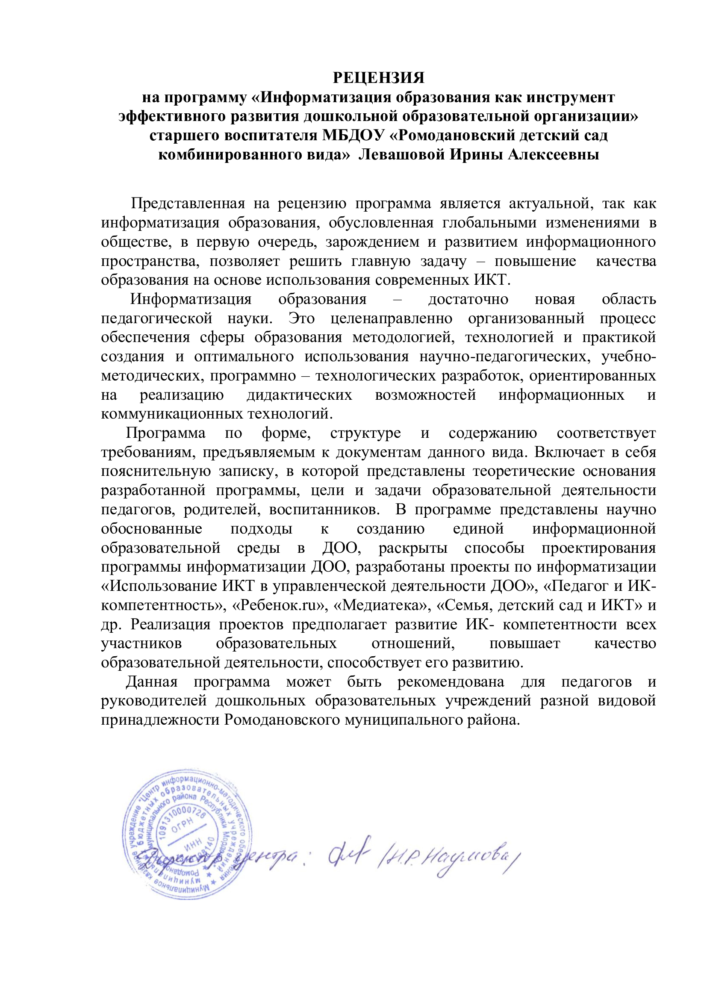 РЕЦЕНЗИЯ
на программу «Информатизация образования как инструмент
эффективного развития дошкольной образовательной организации»
старшего воспитателя МБДОУ «Ромодановский детский сад
комбинированного вида» Левашовой Ирины Алексеевны
Представленная на рецензию программа является актуальной, так как
информатизация образования, обусловленная глобальными изменениями в
обществе, в первую очередь, зарождением и развитием информационного
пространства, позволяет решить главную задачу – повышение качества
образования на основе использования современных ИКТ.
Информатизация образования – достаточно новая область
педагогической науки. Это целенаправленно организованный процесс
обеспечения сферы образования методологией, технологией и практикой
создания и оптимального использования научно-педагогических, учебно-
методических, программно – технологических разработок, ориентированных
на реализацию дидактических возможностей информационных и
коммуникационных технологий.
Программа по форме, структуре и содержанию соответствует
требованиям, предъявляемым к документам данного вида. Включает в себя
пояснительную записку, в которой представлены теоретические основания
разработанной программы, цели и задачи образовательной деятельности
педагогов, родителей, воспитанников. В программе представлены научно
обоснованные подходы к созданию единой информационной
образовательной среды в ДОО, раскрыты способы проектирования
программы информатизации ДОО, разработаны проекты по информатизации
«Использование ИКТ в управленческой деятельности ДОО», «Педагог и ИК-
компетентность», «Ребенок.ru», «Медиатека», «Семья, детский сад и ИКТ» и
др. Реализация проектов предполагает развитие ИК- компетентности всех
участников образовательных отношений, повышает качество
образовательной деятельности, способствует его развитию.
Данная программа может быть рекомендована для педагогов и
руководителей дошкольных образовательных учреждений разной видовой
принадлежности Ромодановского муниципального района.
Муниципальное казенное учреждение "Центр информационно-методического обеспечения
муниципальных бюджетных образовательных учреждений
Ромодановского муниципального района Республики Мордовия"
1091310000728
ОГРН
ИНН
Директор центра: /Н.Р.Наумова/